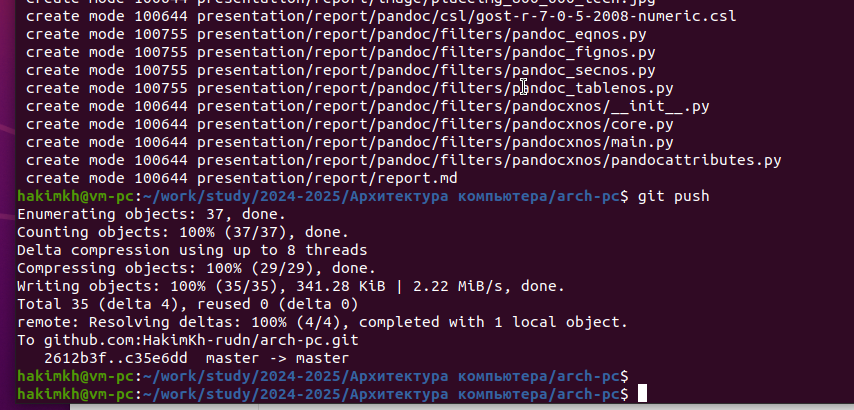 create mode 100644 presentation/report/image/placeimg_800_600_tech.jpg
create mode 100644 presentation/report/pandoc/csl/gost-r-7-0-5-2008-numeric.csl
create mode 100755 presentation/report/pandoc/filters/pandoc_eqnos.py
create mode 100755 presentation/report/pandoc/filters/pandoc_fignos.py
create mode 100755 presentation/report/pandoc/filters/pandoc_secnos.py
create mode 100755 presentation/report/pandoc/filters/pandoc_tablenos.py
create mode 100644 presentation/report/pandoc/filters/pandocxnos/__init__.py
create mode 100644 presentation/report/pandoc/filters/pandocxnos/core.py
create mode 100644 presentation/report/pandoc/filters/pandocxnos/main.py
create mode 100644 presentation/report/pandoc/filters/pandocxnos/pandocattributes.py
create mode 100644 presentation/report/report.md
hakimkh@vm-pc:~/work/study/2024-2025/Архитектура компьютера/arch-pc$ git push
Enumerating objects: 37, done.
Counting objects: 100% (37/37), done.
Delta compression using up to 8 threads
Compressing objects: 100% (29/29), done.
Writing objects: 100% (35/35), 341.28 KiB | 2.22 MiB/s, done.
Total 35 (delta 4), reused 0 (delta 0)
remote: Resolving deltas: 100% (4/4), completed with 1 local object.
To github.com:HakimKh-rudn/arch-pc.git
2612b3f..c35e6dd master -> master
hakimkh@vm-pc:~/work/study/2024-2025/Архитектура компьютера/arch-pc$
hakimkh@vm-pc:~/work/study/2024-2025/Архитектура компьютера/arch-pc$